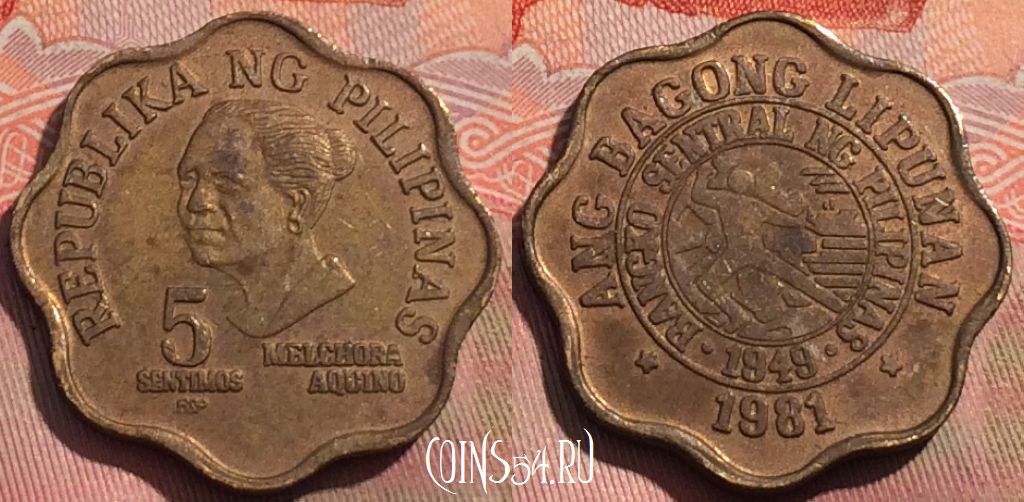 REPUBLIKA NG PILIPINAS
5
SENTIMOS
MELCHORA
AQUINO
ANG BAGONG LIPUNAN
BANGKO SENTRAL NG PILIPINAS
1949
1981
COINS54.RU